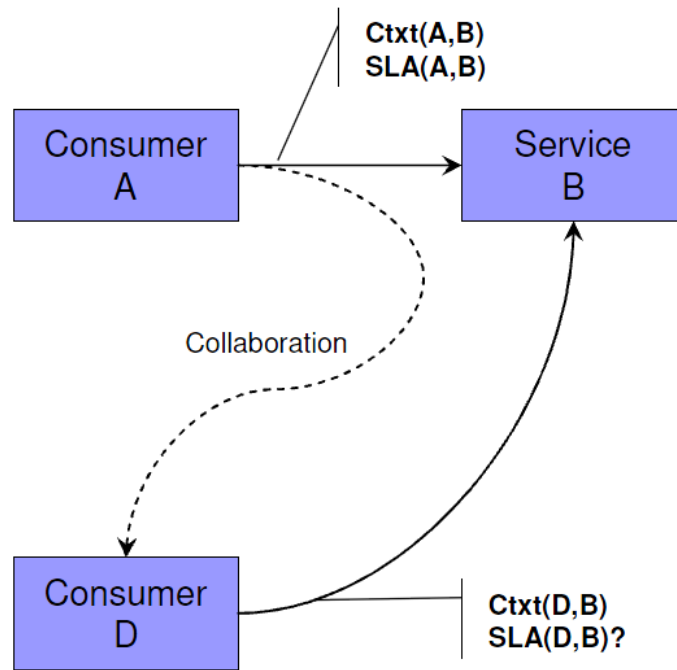 Ctxt(A,B)
SLA(A,B)
Consumer
A
Service
B
Collaboration
Consumer
D
Ctxt(D,B)
SLA(D,B)?